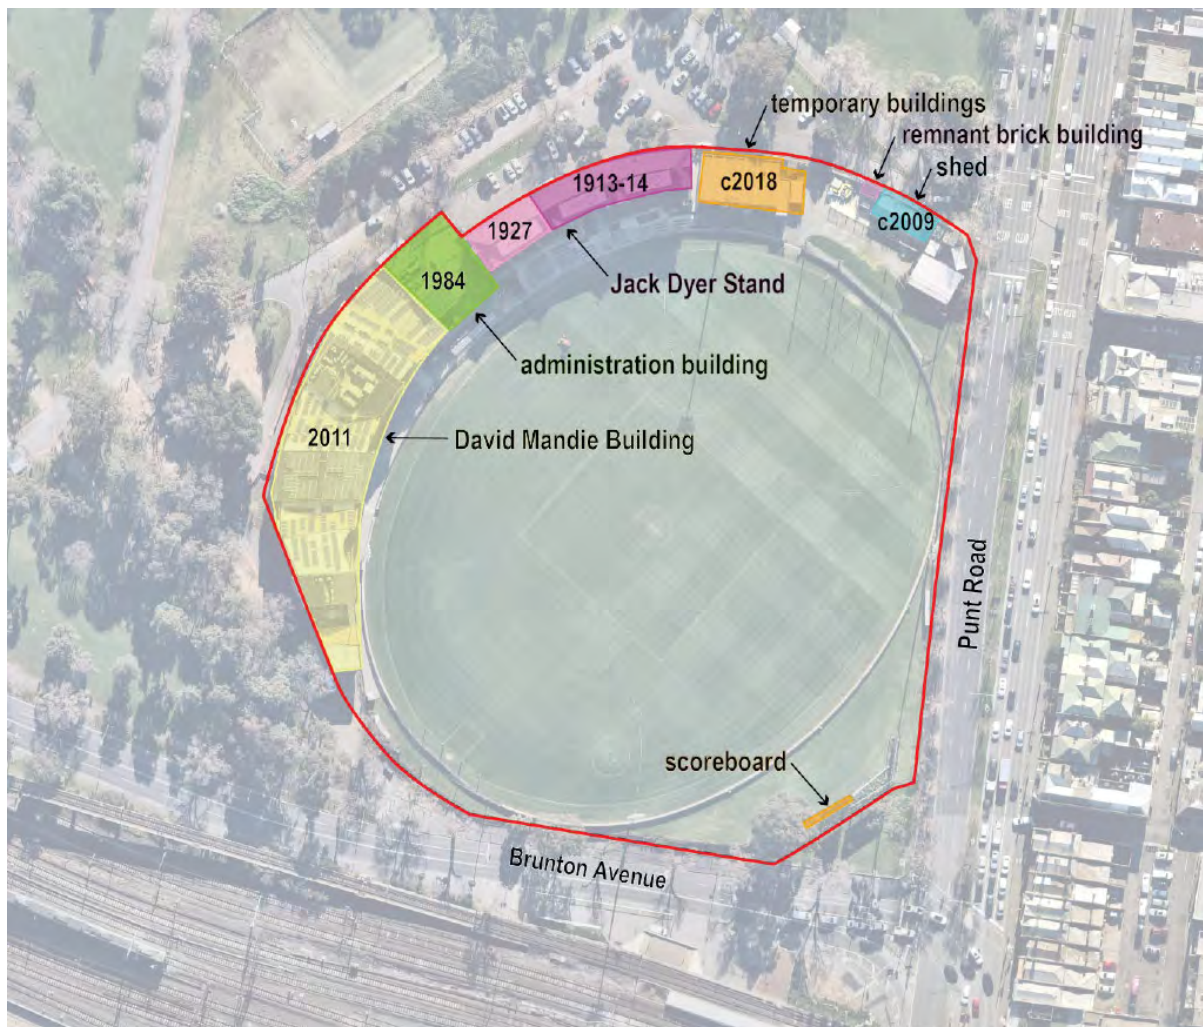 temporary buildings
remnant brick building
shed
1913-14
c2018
c2009
1927
Jack Dyer Stand
1984
administration building
2011
David Mandie Building
Punt Road
scoreboard
Brunton Avenue